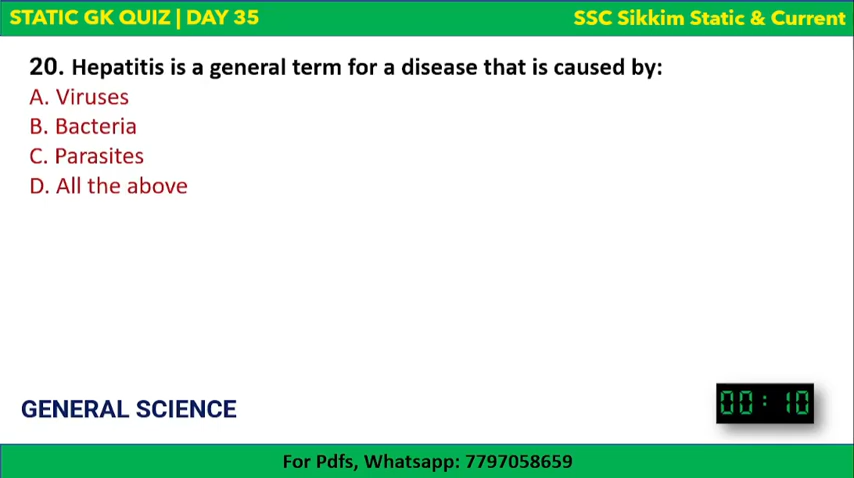 STATIC GK QUIZ | DAY 35
SSC Sikkim Static & Current
20. Hepatitis is a general term for a disease that is caused by:
A. Viruses
B. Bacteria
C. Parasites
D. All the above
GENERAL SCIENCE
00:10
For Pdfs, Whatsapp: 7797058659